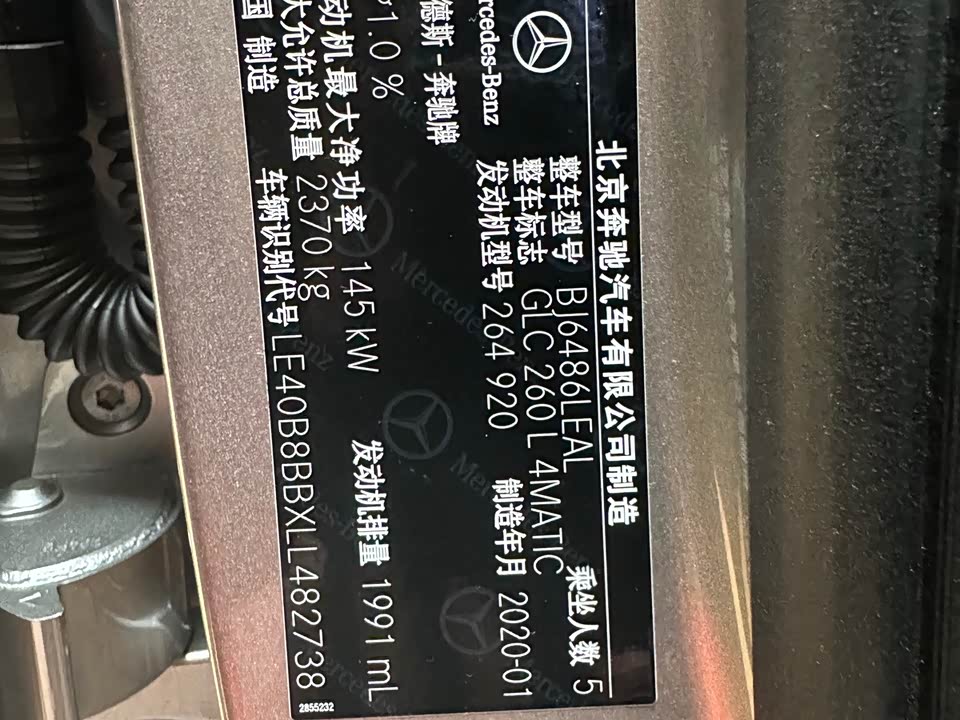 北京奔驰汽车有限公司制造
Mercedes-Benz
整车型号 BJ6486LEAL 乘坐人数 5
整车标志 GLC 260 L 4MATIC
发动机型号 264 920 制造年月 2020-01
德斯-奔驰牌
1.0 %
动机最大净功率 145 kW 发动机排量 1991 mL
大允许总质量 2370 kg
车辆识别代号 LE40B8BBXLL482738
国 制造
2855232